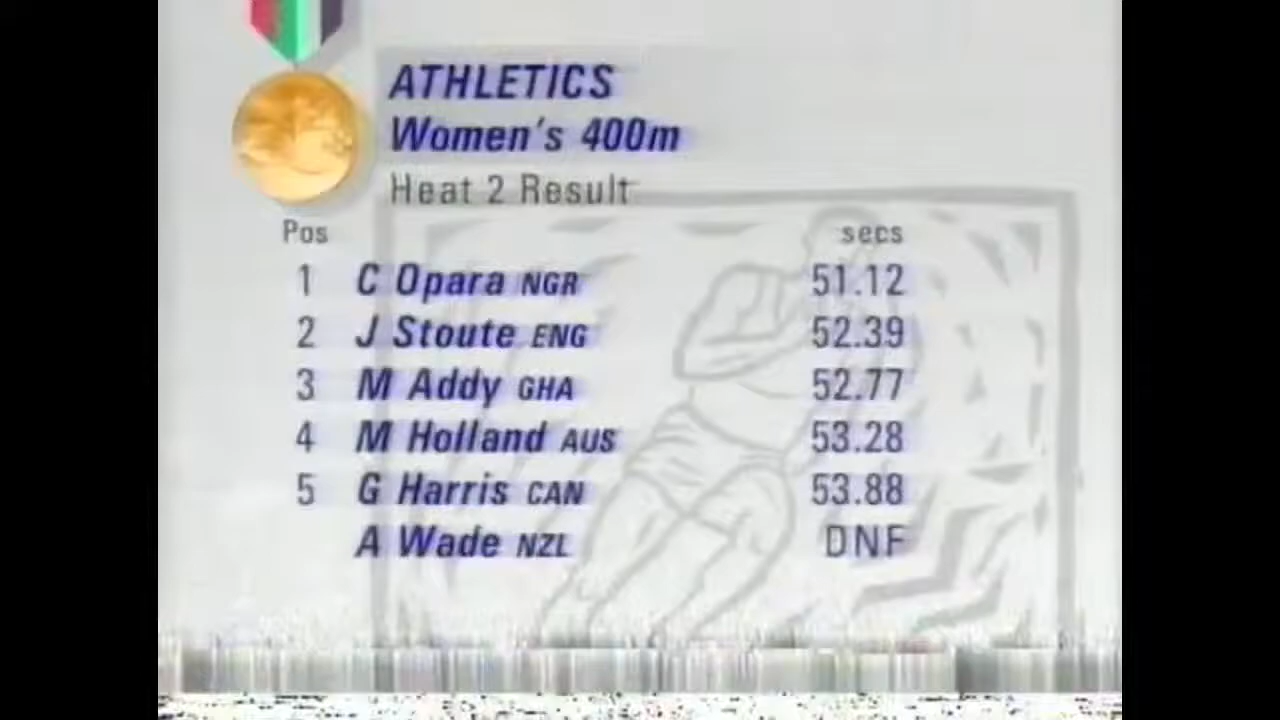 ATHLETICS
Women's 400m
Heat 2 Result
Pos secs
1 C Opara NGR 51.12
2 J Stoute ENG 52.39
3 M Addy GHA 52.77
4 M Holland AUS 53.28
5 G Harris CAN 53.88
A Wade NZL DNF